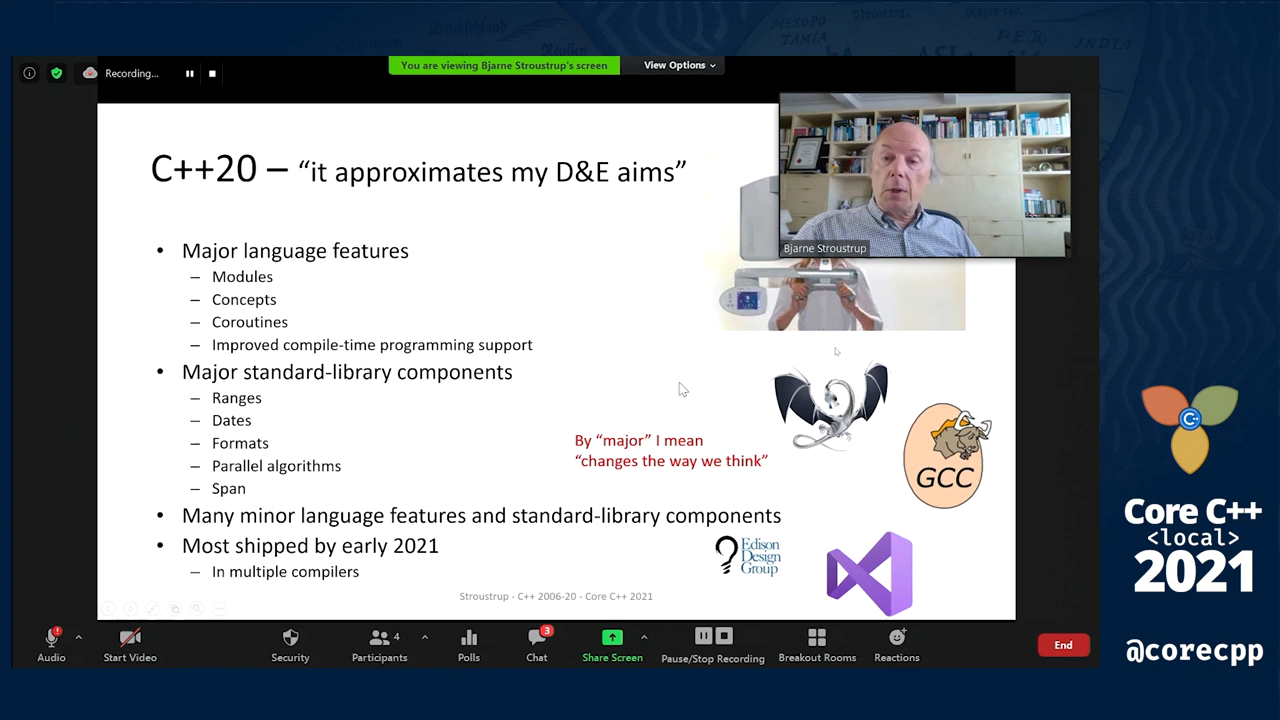 MESOPO
TAMIA
PER
INDIA
Recording...
You are viewing Bjarne Stroustrup's screen
View Options
C++20 – “it approximates my D&E aims”
Bjarne Stroustrup
• Major language features
– Modules
– Concepts
– Coroutines
– Improved compile-time programming support
• Major standard-library components
– Ranges
– Dates
– Formats
– Parallel algorithms
– Span
By “major” I mean
“changes the way we think”
GCC
• Many minor language features and standard-library components
• Most shipped by early 2021
– In multiple compilers
Edison
Design
Group
Stroustrup - C++ 2006-20 - Core C++ 2021
C++
Core C++
<local>
2021
@corecpp
Audio
Start Video
Security
4
Participants
Polls
3
Chat
Share Screen
Pause/Stop Recording
Breakout Rooms
Reactions
End